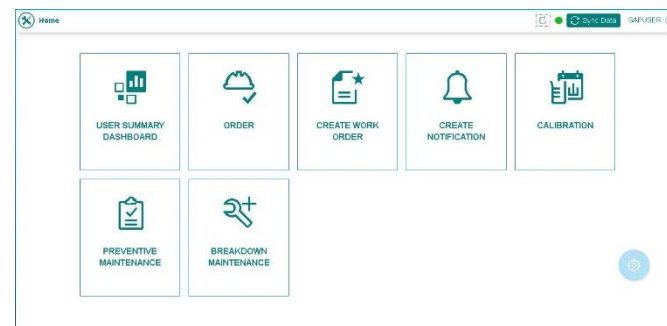 Home
Sync Data
SAFUSER
USER SUMMARY
DASHBOARD
ORDER
CREATE WORK
ORDER
CREATE
NOTIFICATION
CALIBRATION
PREVENTIVE
MAINTENANCE
BREAKDOWN
MAINTENANCE